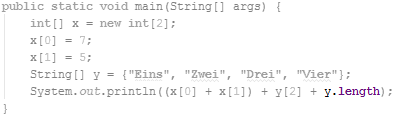 public static void main(String[] args) {
    int[] x = new int[2];
    x[0] = 7;
    x[1] = 5;
    String[] y = {"Eins", "Zwei", "Drei", "Vier"};
    System.out.println((x[0] + x[1]) + y[2] + y.length);
}